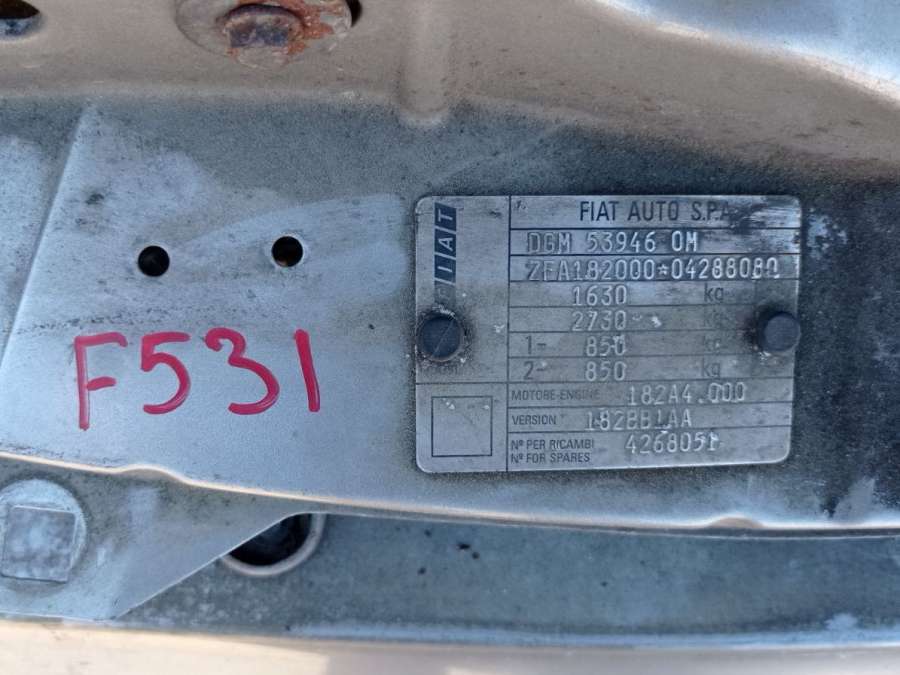 F531
FIAT
FIAT AUTO S.P.A
DGM 53946 OM
ZFA182000*04288080
1630 kg
2730 kg
1- 850 kg
2- 850 kg
MOTORE-ENGINE 182A4.000
VERSION 182BB1AA
Nº PER RICAMBI
Nº FOR SPARES
4268051